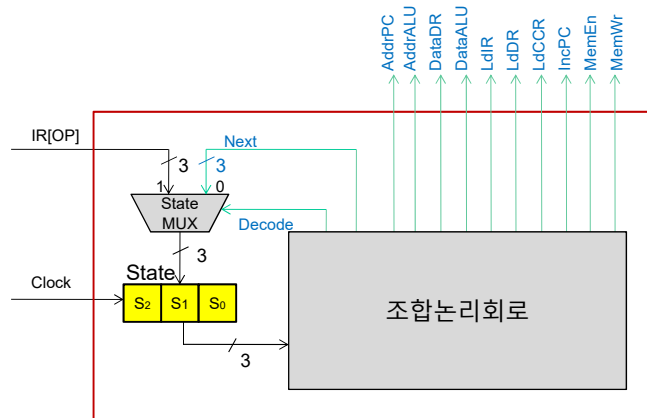 AddrPC
AddrALU
DataDR
DataALU
LdIR
LdDR
LdCCR
IncPC
MemEn
MemWr
IR[OP]
3
3
Next
1
0
State
MUX
Decode
3
State
Clock
S2
S1
S0
3
조합논리회로